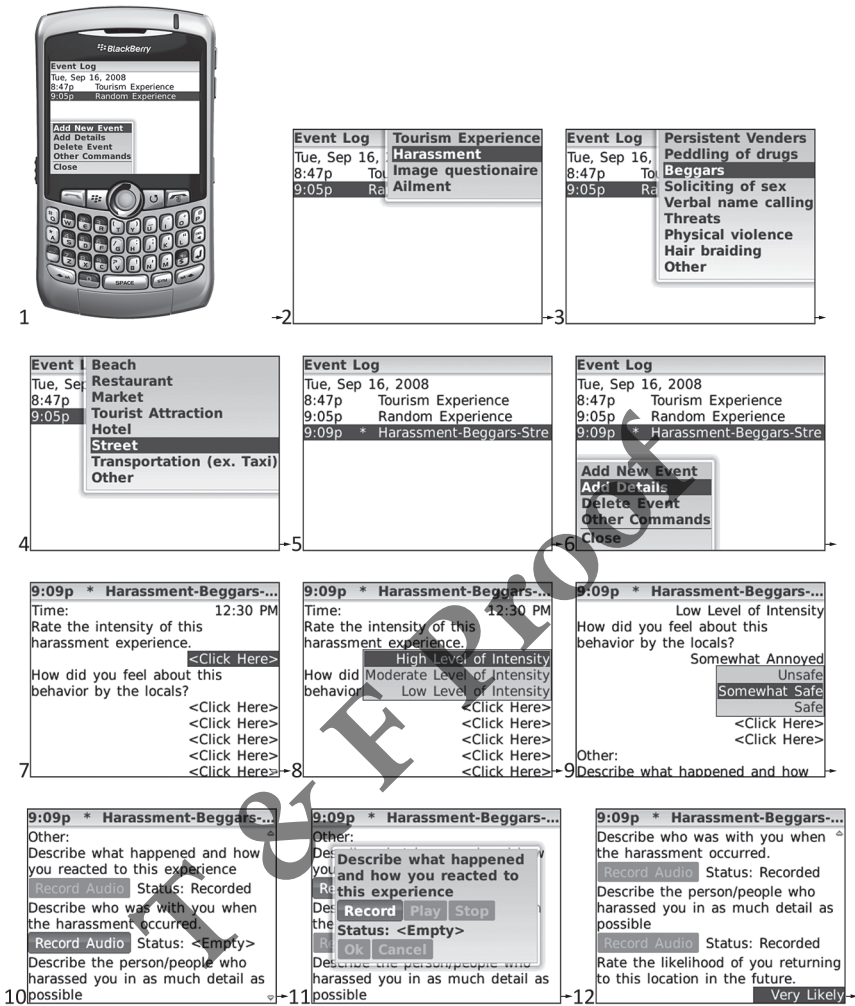 BlackBerry
Event Log
Tue, Sep 16, 2008
8:47p Tourism Experience
9:05p Random Experience
Add New Event
Add Details
Delete Event
Other Commands
Close
SPACE
1
Event Log
Tue, Sep 16,
8:47p
9:05p Ra
Tourism Experience
Harassment
Image questionaire
Ailment
2
Event Log
Tue, Sep 16,
8:47p Tou
9:05p Ra
Persistent Venders
Peddling of drugs
Beggars
Soliciting of sex
Verbal name calling
Threats
Physical violence
Hair braiding
Other
3
Event L
Tue, Sep
8:47p
9:05p
Beach
Restaurant
Market
Tourist Attraction
Hotel
Street
Transportation (ex. Taxi)
Other
4
Event Log
Tue, Sep 16, 2008
8:47p Tourism Experience
9:05p Random Experience
9:09p * Harassment-Beggars-Stre
5
Event Log
Tue, Sep 16, 2008
8:47p Tourism Experience
9:05p Random Experience
9:09p * Harassment-Beggars-Stre
Add New Event
Add Details
Delete Event
Other Commands
Close
6
9:09p * Harassment-Beggars-...
Time: 12:30 PM
Rate the intensity of this
harassment experience.
<Click Here>
How did you feel about this
behavior by the locals?
<Click Here>
<Click Here>
<Click Here>
<Click Here>
<Click Here>
7
9:09p * Harassment-Beggars-...
Time: 12:30 PM
Rate the intensity of this
harassment experience.
High Level of Intensity
How did Moderate Level of Intensity
behavior Low Level of Intensity
<Click Here>
<Click Here>
<Click Here>
<Click Here>
<Click Here>
8
9:09p * Harassment-Beggars-...
Low Level of Intensity
How did you feel about this
behavior by the locals?
Somewhat Annoyed
Unsafe
Somewhat Safe
Safe
<Click Here>
<Click Here>
Other:
Describe what happened and how
9
9:09p * Harassment-Beggars-...
Other:
Describe what happened and how
you reacted to this experience
Record Audio Status: Recorded
Describe who was with you when
the harassment occurred.
Record Audio Status: <Empty>
Describe the person/people who
harassed you in as much detail as
possible
10
9:09p * Harassment-Beggars-...
Other:
Describe what happened
and how you reacted to
this experience
Record Play Stop
Status: <Empty>
Ok Cancel
Describe the person/people who
harassed you in as much detail as
possible
11
9:09p * Harassment-Beggars-...
Describe who was with you when
the harassment occurred.
Record Audio Status: Recorded
Describe the person/people who
harassed you in as much detail as
possible
Record Audio Status: Recorded
Rate the likelihood of you returning
to this location in the future.
Very Likely
12
T & F Proof